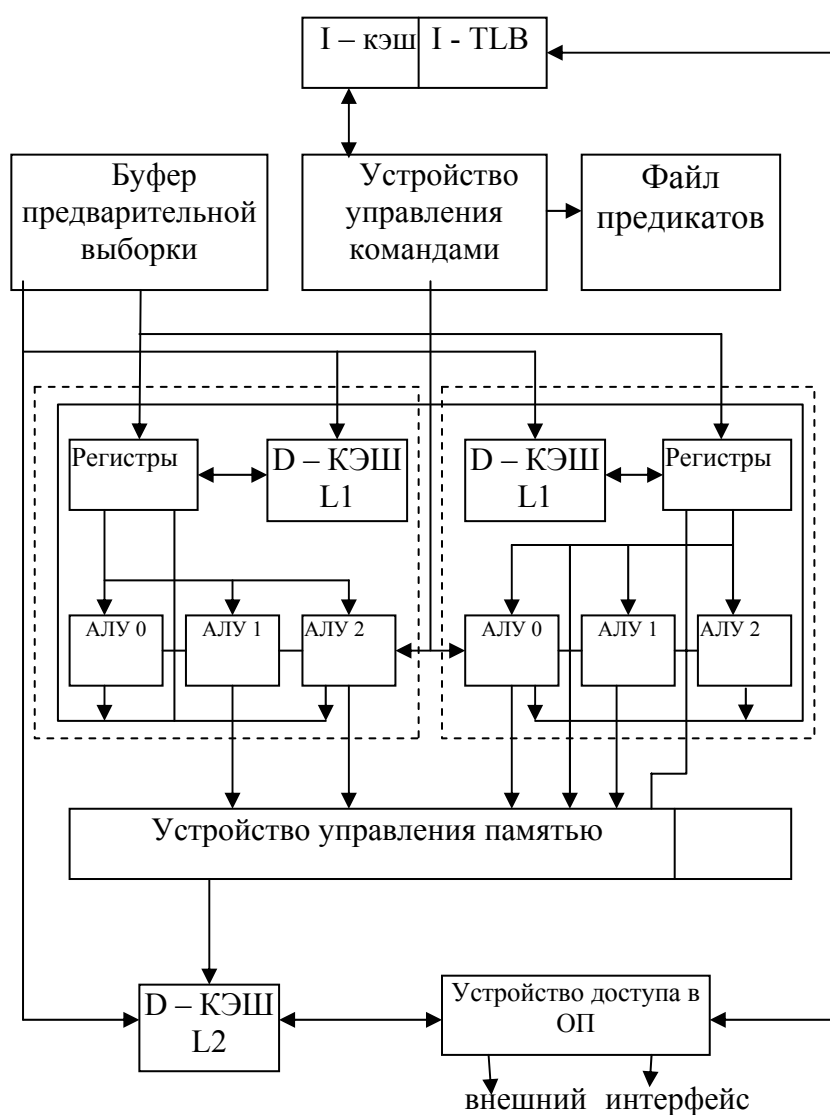 I – кэш
I - TLB
Буфер
предварительной
выборки
Устройство
управления
командами
Файл
предикатов
Регистры
D – КЭШ
L1
D – КЭШ
L1
Регистры
АЛУ 0
АЛУ 1
АЛУ 2
АЛУ 0
АЛУ 1
АЛУ 2
Устройство управления памятью
D – КЭШ
L2
Устройство доступа в
ОП
внешний интерфейс